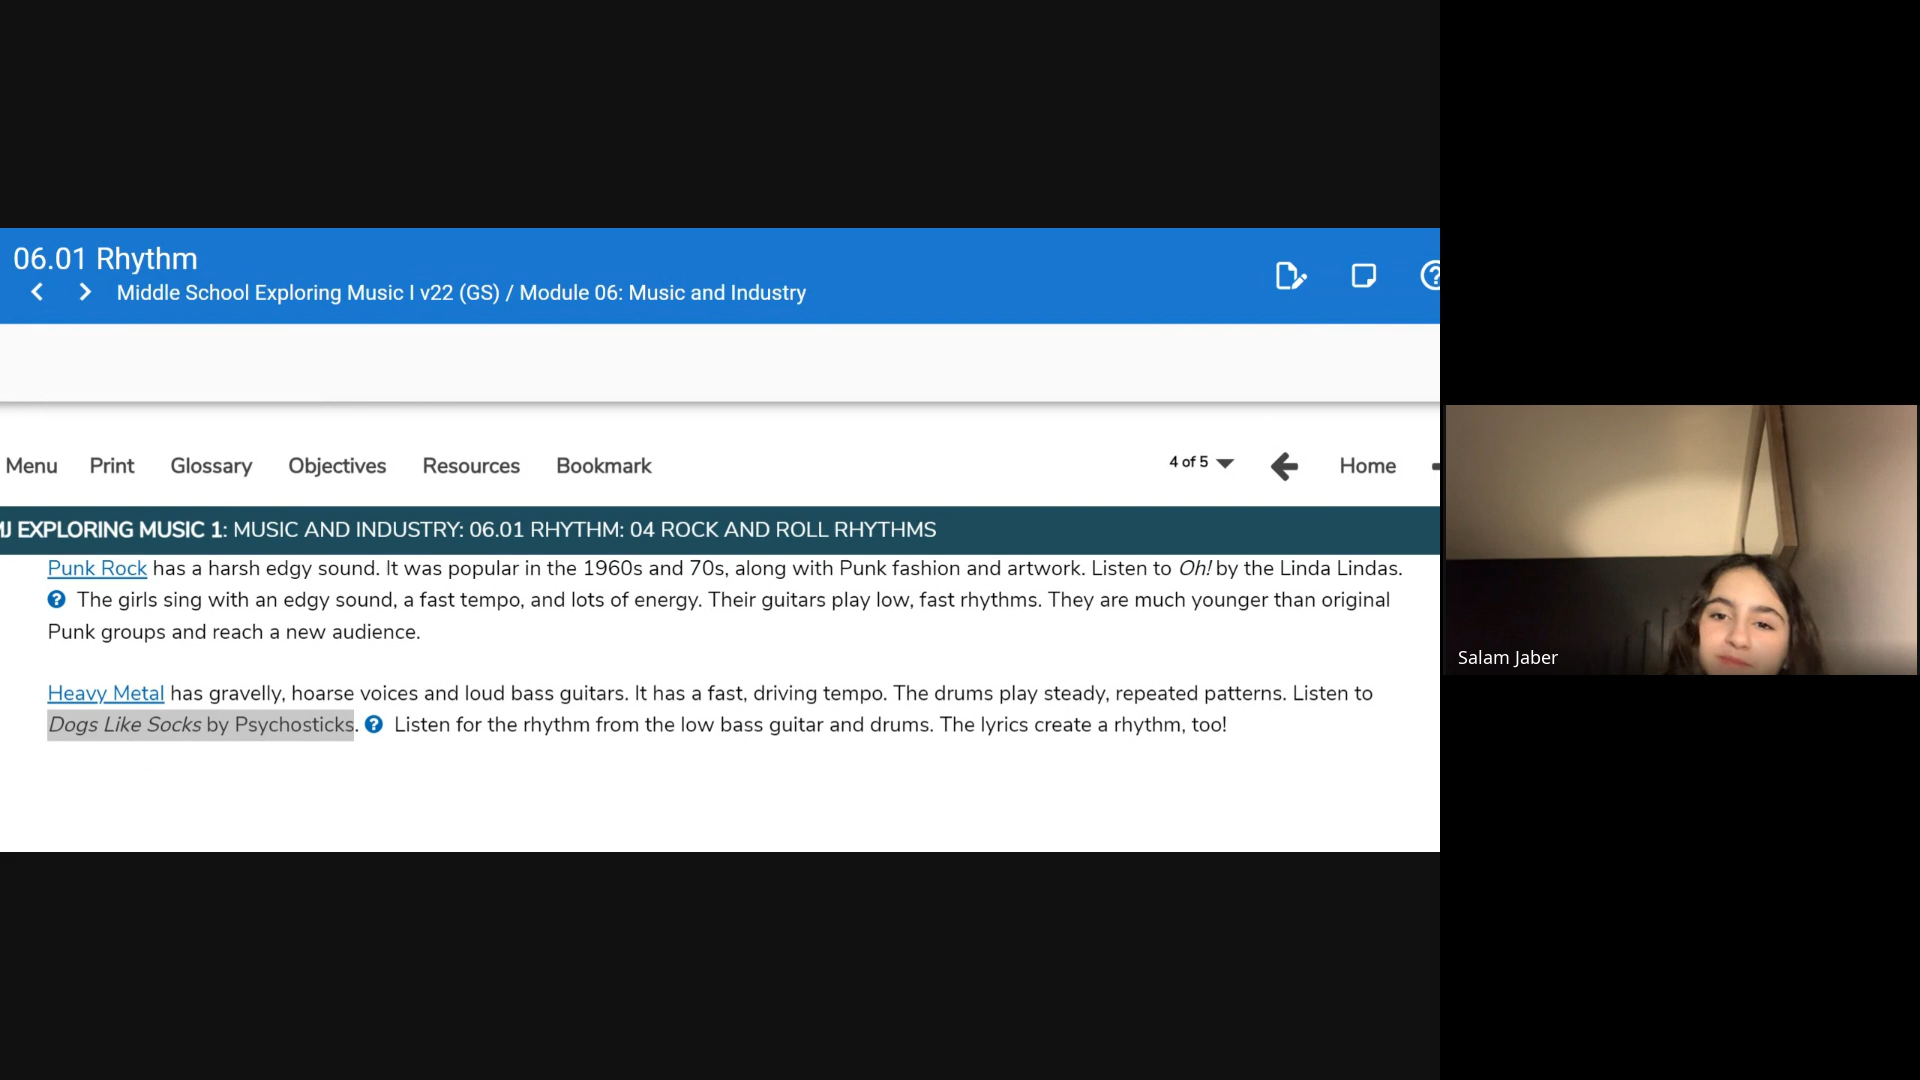 06.01 Rhythm
Middle School Exploring Music I v22 (GS) / Module 06: Music and Industry
Menu Print Glossary Objectives Resources Bookmark 4 of 5 Home
MJ EXPLORING MUSIC 1: MUSIC AND INDUSTRY: 06.01 RHYTHM: 04 ROCK AND ROLL RHYTHMS
Punk Rock has a harsh edgy sound. It was popular in the 1960s and 70s, along with Punk fashion and artwork. Listen to Oh! by the Linda Lindas.
? The girls sing with an edgy sound, a fast tempo, and lots of energy. Their guitars play low, fast rhythms. They are much younger than original
Punk groups and reach a new audience.
Heavy Metal has gravelly, hoarse voices and loud bass guitars. It has a fast, driving tempo. The drums play steady, repeated patterns. Listen to
Dogs Like Socks by Psychosticks. ? Listen for the rhythm from the low bass guitar and drums. The lyrics create a rhythm, too!
Salam Jaber